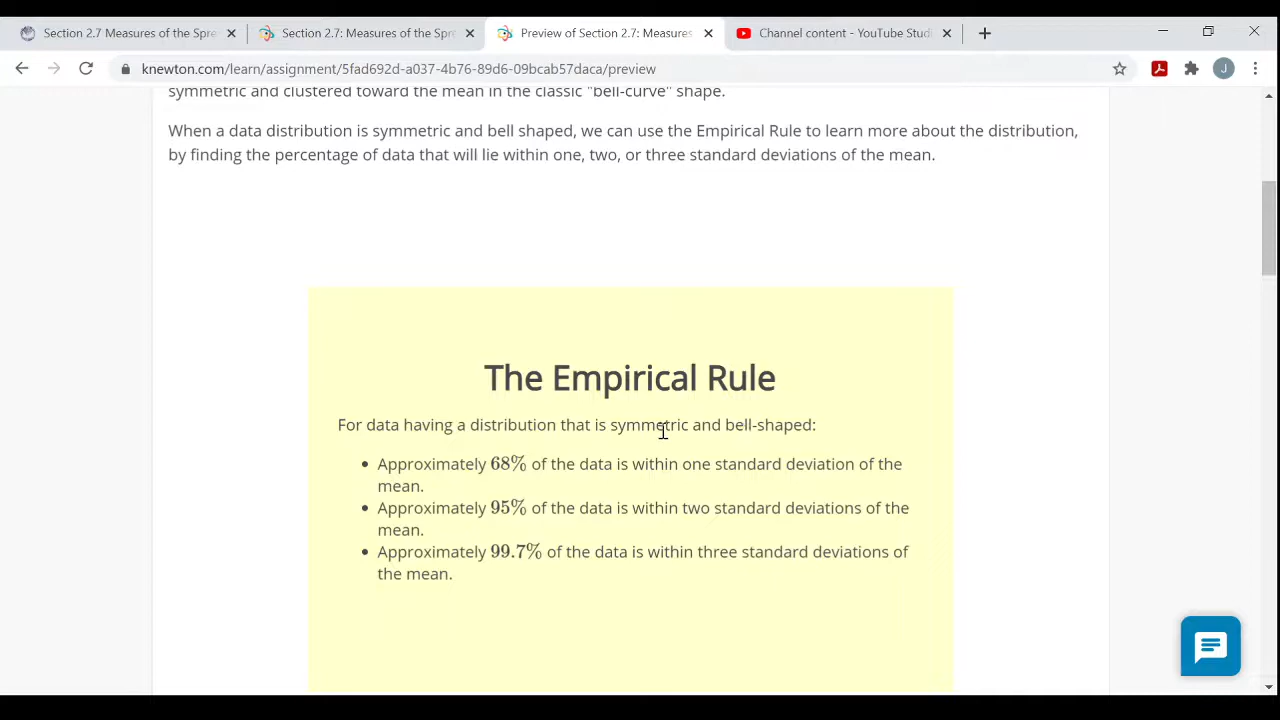 Section 2.7 Measures of the Spre
Section 2.7: Measures of the Spre
Preview of Section 2.7: Measures
Channel content - YouTube Studi
knewton.com/learn/assignment/5fad692d-a037-4b76-89d6-09bcab57daca/preview
J
symmetric and clustered toward the mean in the classic "bell-curve" shape.
When a data distribution is symmetric and bell shaped, we can use the Empirical Rule to learn more about the distribution,
by finding the percentage of data that will lie within one, two, or three standard deviations of the mean.
The Empirical Rule
For data having a distribution that is symmetric and bell-shaped:
• Approximately 68% of the data is within one standard deviation of the
mean.
• Approximately 95% of the data is within two standard deviations of the
mean.
• Approximately 99.7% of the data is within three standard deviations of
the mean.